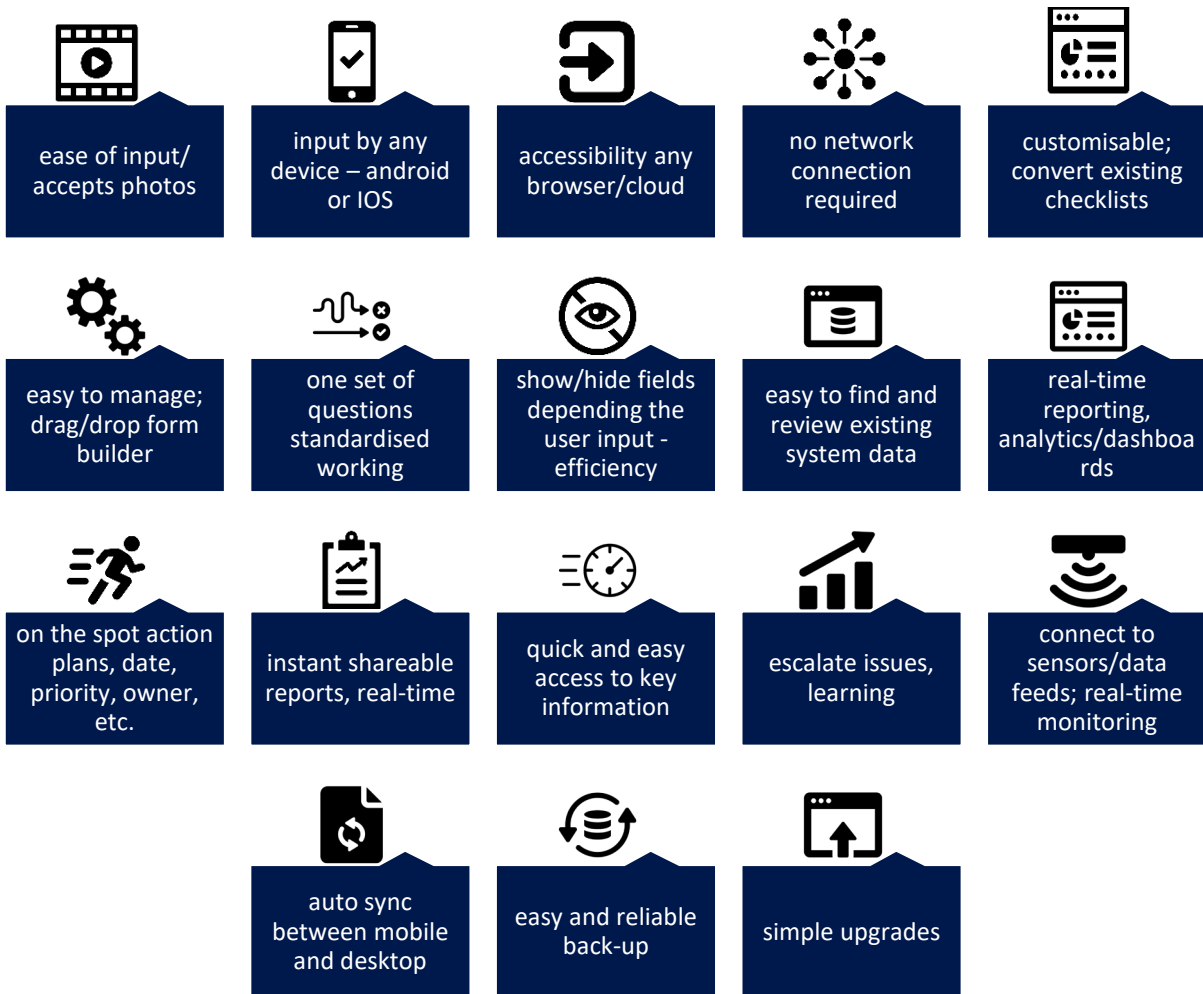 ease of input/
accepts photos
input by any
device – android
or IOS
accessibility any
browser/cloud
no network
connection
required
customisable;
convert existing
checklists
easy to manage;
drag/drop form
builder
one set of
questions
standardised
working
show/hide fields
depending the
user input -
efficiency
easy to find and
review existing
system data
real-time
reporting,
analytics/dashboa
rds
on the spot action
plans, date,
priority, owner,
etc.
instant shareable
reports, real-time
quick and easy
access to key
information
escalate issues,
learning
connect to
sensors/data
feeds; real-time
monitoring
auto sync
between mobile
and desktop
easy and reliable
back-up
simple upgrades